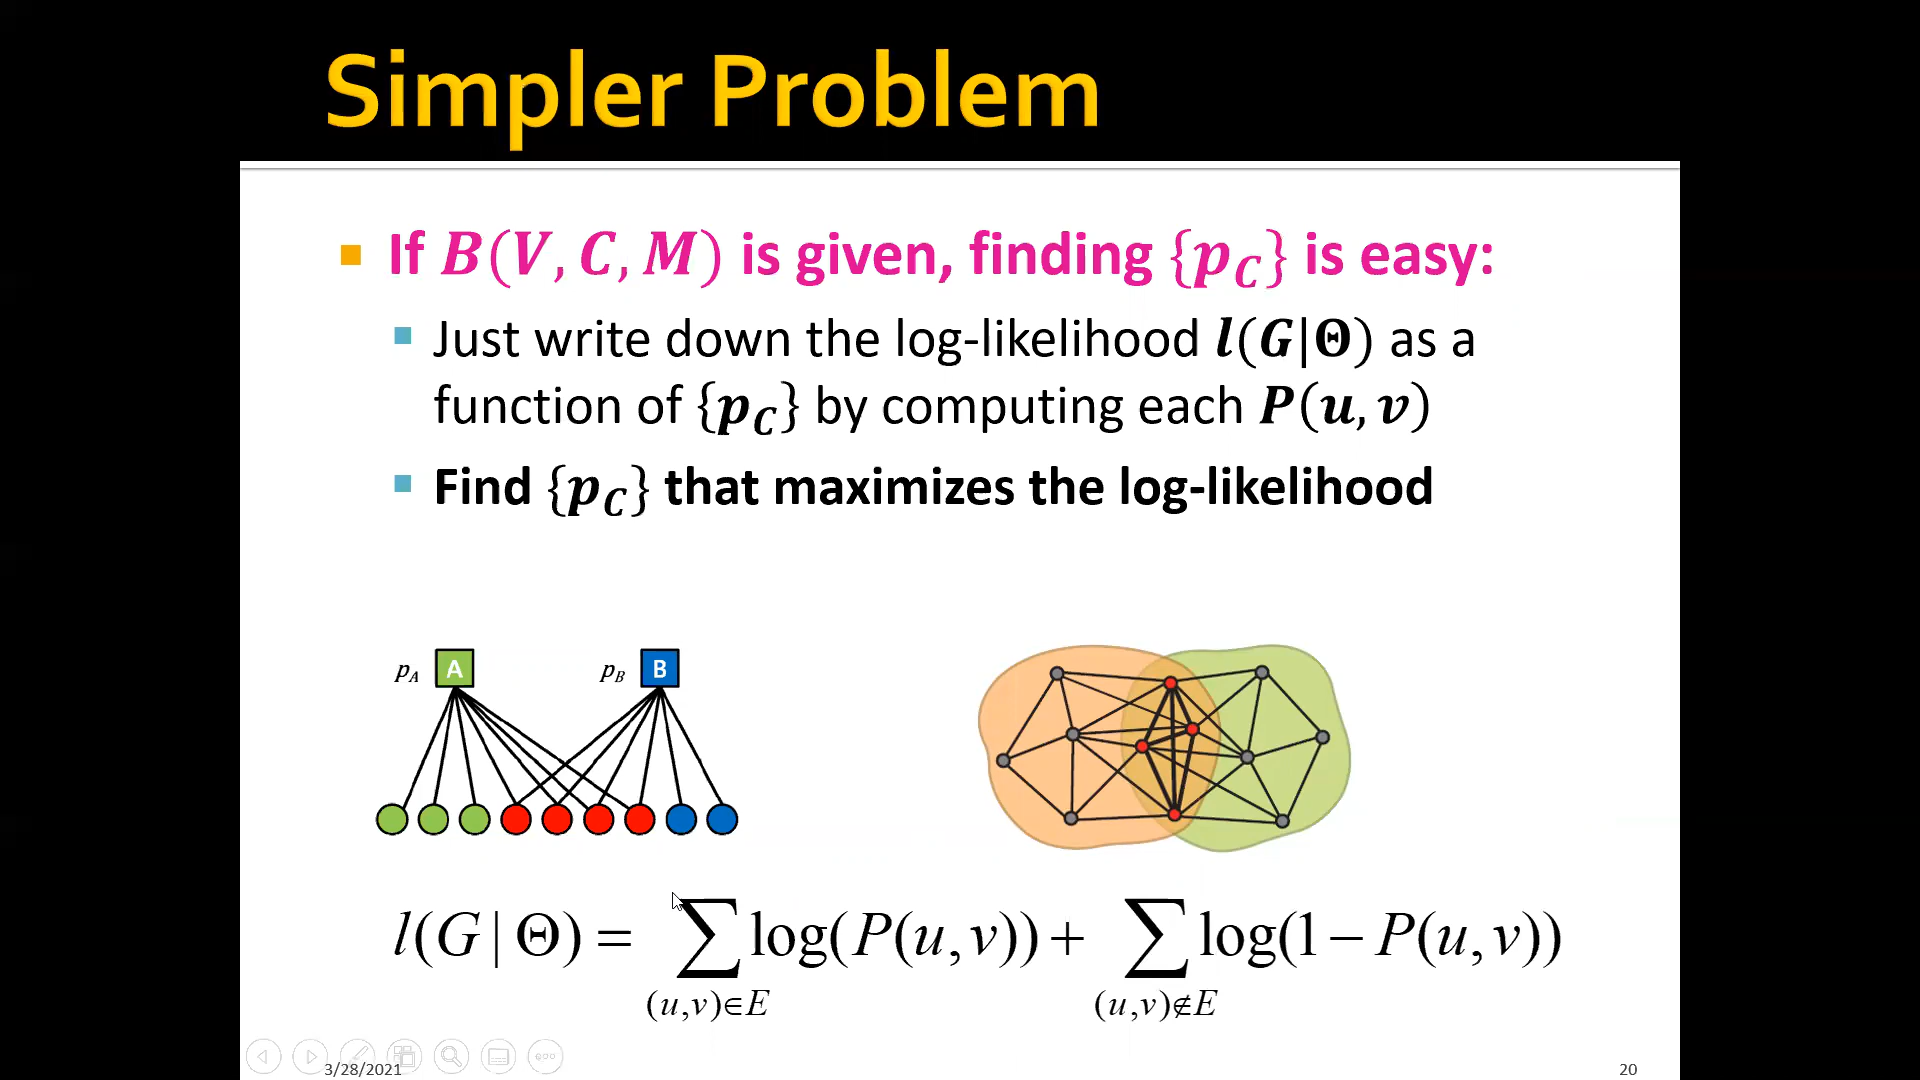 Simpler Problem
If B(V, C, M) is given, finding {p_C} is easy:
Just write down the log-likelihood l(G|Θ) as a
function of {p_C} by computing each P(u, v)
Find {p_C} that maximizes the log-likelihood
p_A A p_B B
l(G | Θ) = ∑ log(P(u, v)) + ∑ log(1 − P(u, v))
(u,v)∈E (u,v)∉E
3/28/2021 20